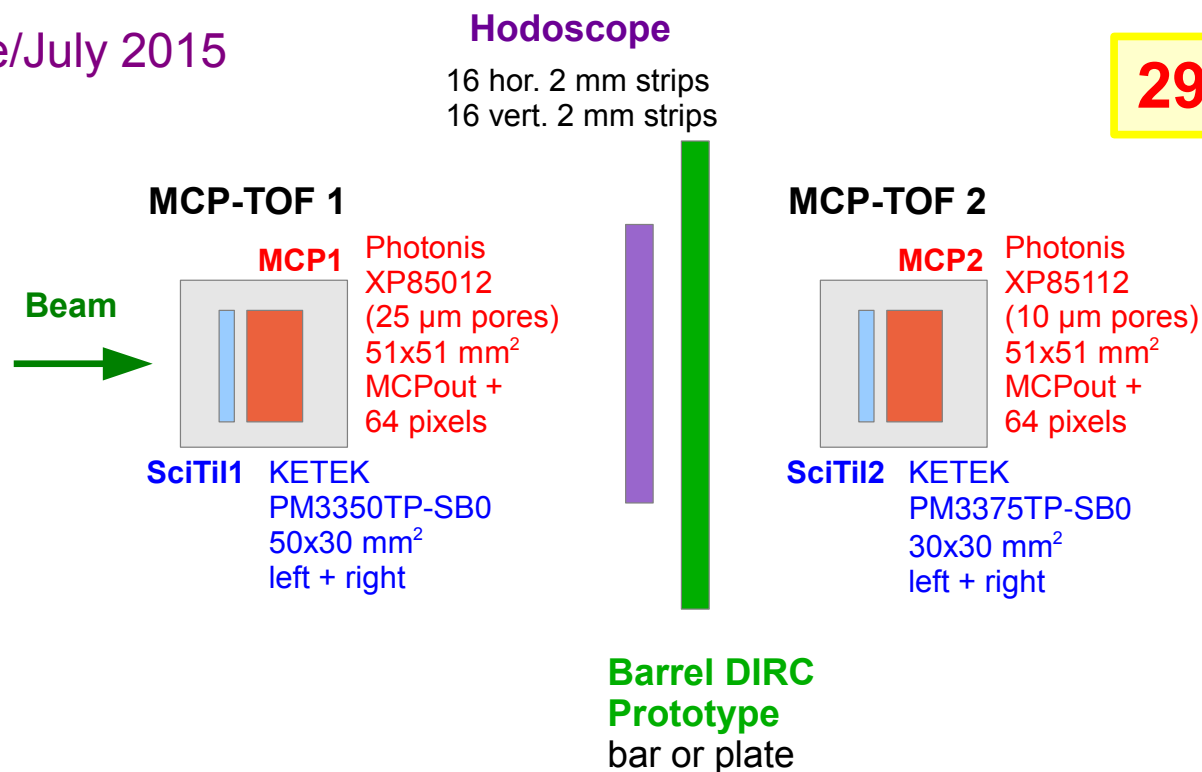 e/July 2015
Hodoscope
16 hor. 2 mm strips
16 vert. 2 mm strips
29
MCP-TOF 1
MCP1
Photonis
XP85012
(25 µm pores)
51x51 mm²
MCPout +
64 pixels
Beam
SciTil1
KETEK
PM3350TP-SB0
50x30 mm²
left + right
MCP-TOF 2
MCP2
Photonis
XP85112
(10 µm pores)
51x51 mm²
MCPout +
64 pixels
SciTil2
KETEK
PM3375TP-SB0
30x30 mm²
left + right
Barrel DIRC
Prototype
bar or plate